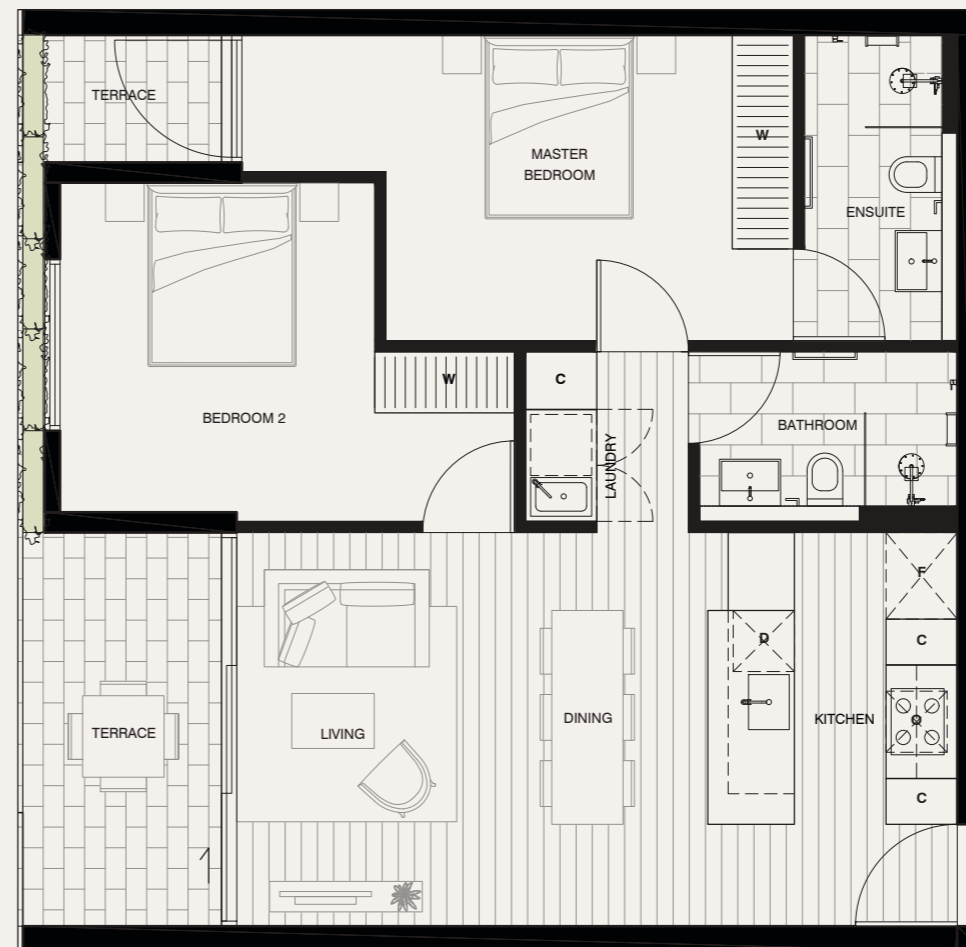 TERRACE
MASTER
BEDROOM
W
ENSUITE
W
C
BEDROOM 2
LAUNDRY
BATHROOM
F
D
C
TERRACE
LIVING
DINING
KITCHEN
O
C